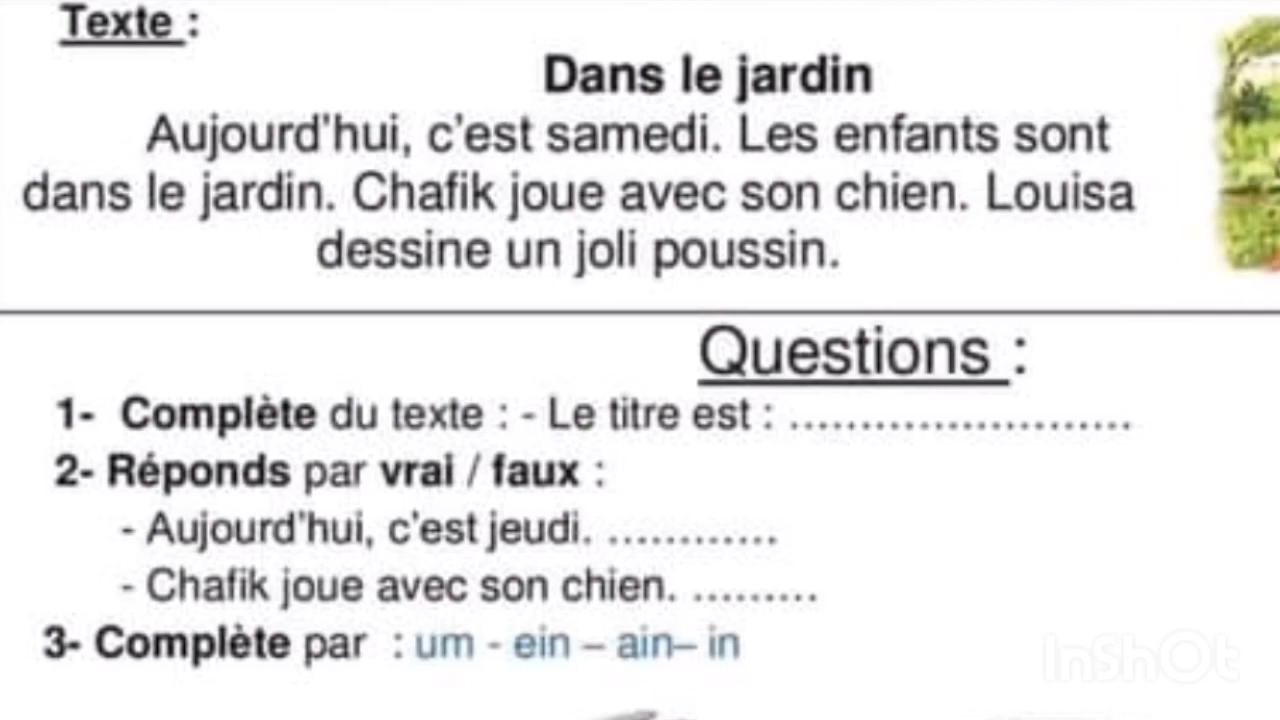 Texte :
Dans le jardin
Aujourd'hui, c'est samedi. Les enfants sont
dans le jardin. Chafik joue avec son chien. Louisa
dessine un joli poussin.
Questions :
1- Complète du texte : - Le titre est : ........................
2- Réponds par vrai / faux :
- Aujourd'hui, c'est jeudi. ............
- Chafik joue avec son chien. .........
3- Complète par : um - ein – ain– in
InShOt